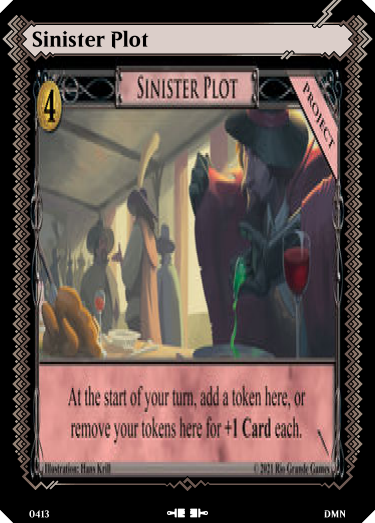 Sinister Plot
SINISTER PLOT
4
PROJECT
At the start of your turn, add a token here, or
remove your tokens here for +1 Card each.
Illustration: Hans Krill © 2021 Rio Grande Games
0413 DMN